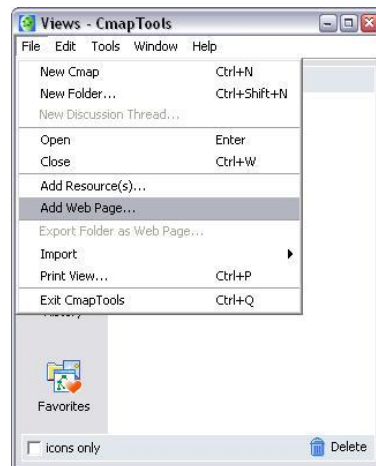 Views - CmapTools
File Edit Tools Window Help
New Cmap Ctrl+N
New Folder... Ctrl+Shift+N
New Discussion Thread...
Open Enter
Close Ctrl+W
Add Resource(s)...
Add Web Page...
Export Folder as Web Page...
Import
Print View... Ctrl+P
Exit CmapTools Ctrl+Q
History
Favorites
icons only Delete